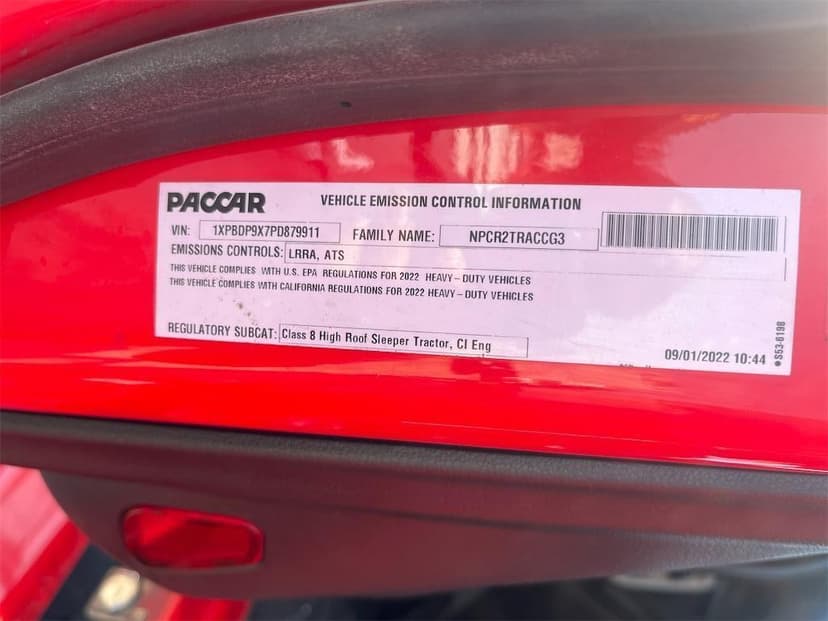 PACCAR VEHICLE EMISSION CONTROL INFORMATION
VIN: 1XPBDP9X7PD879911 FAMILY NAME: NPCR2TRACCG3
EMISSIONS CONTROLS: LRRA, ATS
THIS VEHICLE COMPLIES WITH U.S. EPA REGULATIONS FOR 2022 HEAVY-DUTY VEHICLES
THIS VEHICLE COMPLIES WITH CALIFORNIA REGULATIONS FOR 2022 HEAVY-DUTY VEHICLES
REGULATORY SUBCAT: Class 8 High Roof Sleeper Tractor, CI Eng
09/01/2022 10:44
S53-6198